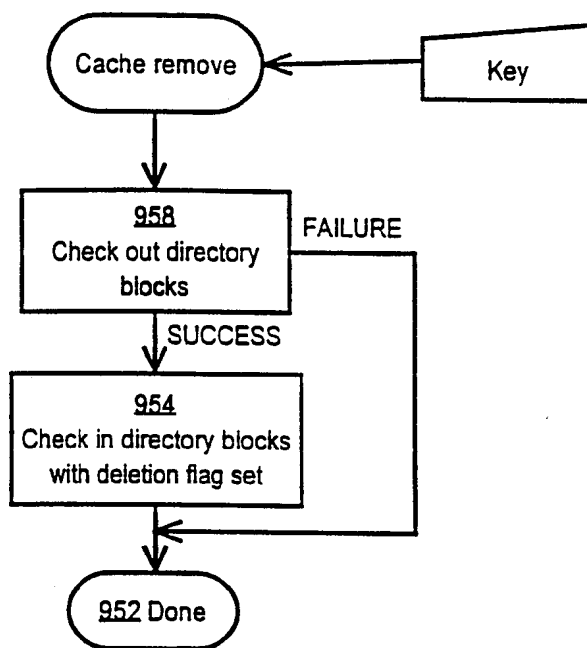 Cache remove
Key
958
Check out directory
blocks
FAILURE
SUCCESS
954
Check in directory blocks
with deletion flag set
952 Done